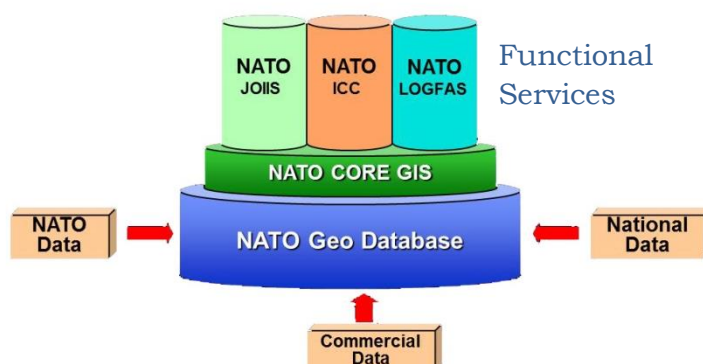 NATO
JOIIS
NATO
ICC
NATO
LOGFAS
Functional
Services
NATO CORE GIS
NATO
Data
NATO Geo Database
National
Data
Commercial
Data